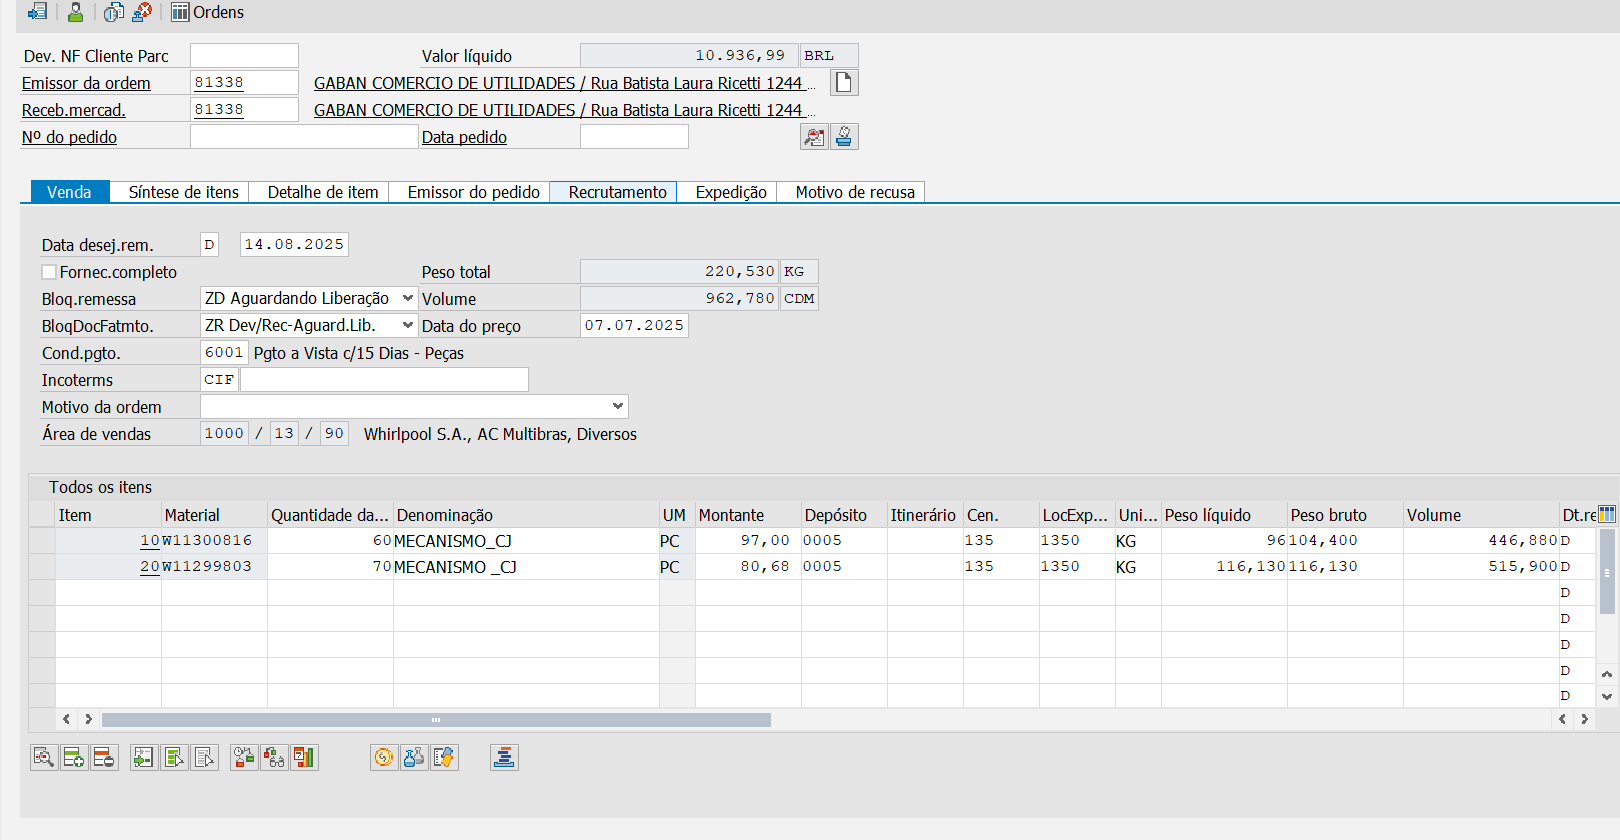 Ordens
Dev. NF Cliente Parc Valor líquido 10.936,99 BRL
Emissor da ordem 81338 GABAN COMERCIO DE UTILIDADES / Rua Batista Laura Ricetti 1244 ...
Receb.mercad. 81338 GABAN COMERCIO DE UTILIDADES / Rua Batista Laura Ricetti 1244 ...
Nº do pedido Data pedido
Venda Síntese de itens Detalhe de item Emissor do pedido Recrutamento Expedição Motivo de recusa
Data desej.rem. D 14.08.2025
Fornec.completo Peso total 220,530 KG
Bloq.remessa ZD Aguardando Liberação Volume 962,780 CDM
BloqDocFatmto. ZR Dev/Rec-Aguard.Lib. Data do preço 07.07.2025
Cond.pgto. 6001 Pgto a Vista c/15 Dias - Peças
Incoterms CIF
Motivo da ordem
Área de vendas 1000 / 13 / 90 Whirlpool S.A., AC Multibras, Diversos
Todos os itens
Item Material Quantidade da... Denominação UM Montante Depósito Itinerário Cen. LocExp... Uni... Peso líquido Peso bruto Volume Dt.re
10 W11300816 60 MECANISMO_CJ PC 97,00 0005 135 1350 KG 96 104,400 446,880 D
20 W11299803 70 MECANISMO _CJ PC 80,68 0005 135 1350 KG 116,130 116,130 515,900 D
D
D
D
D
D